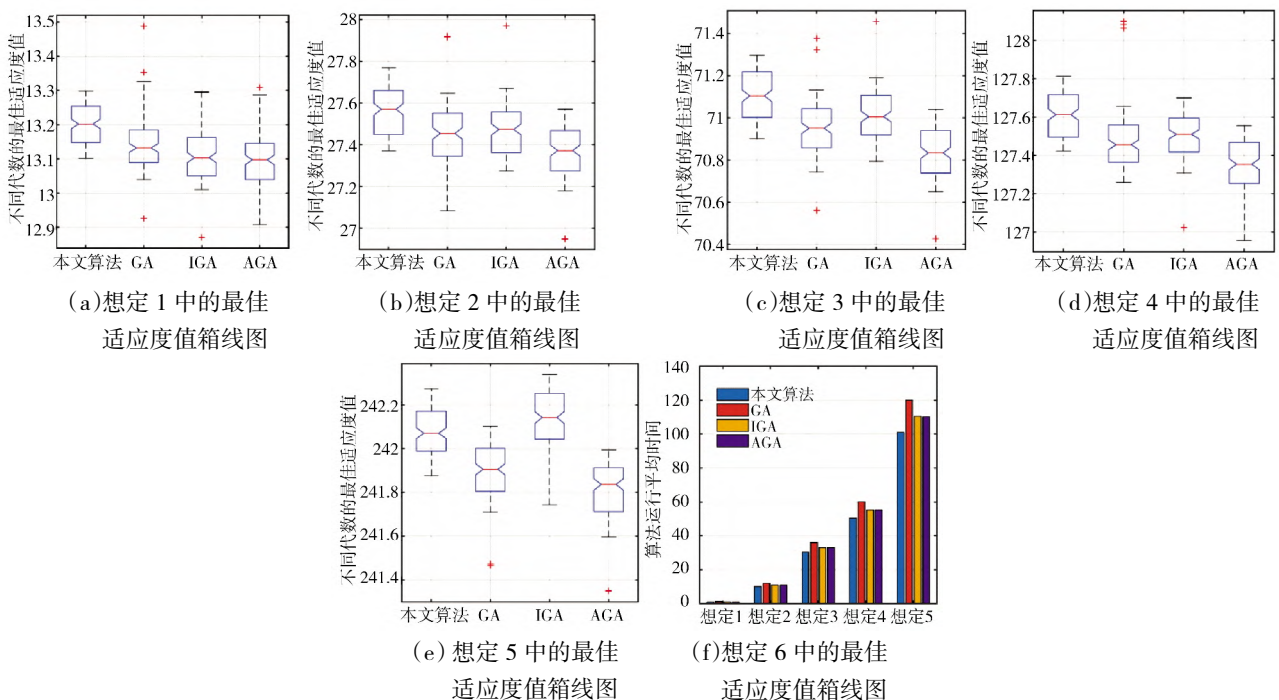 不同代数的最佳适应度值
13.5
13.4
13.3
13.2
13.1
13
12.9
本文算法 GA IGA AGA
(a)想定 1 中的最佳
适应度值箱线图
不同代数的最佳适应度值
28
27.8
27.6
27.4
27.2
27
本文算法 GA IGA AGA
(b)想定 2 中的最佳
适应度值箱线图
不同代数的最佳适应度值
71.4
71.2
71
70.8
70.6
70.4
本文算法 GA IGA AGA
(c)想定 3 中的最佳
适应度值箱线图
不同代数的最佳适应度值
128
127.8
127.6
127.4
127.2
127
本文算法 GA IGA AGA
(d)想定 4 中的最佳
适应度值箱线图
不同代数的最佳适应度值
242.2
242
241.8
241.6
241.4
本文算法 GA IGA AGA
(e) 想定 5 中的最佳
适应度值箱线图
算法运行平均时间
140
120
100
80
60
40
20
0
本文算法
GA
IGA
AGA
想定1 想定2 想定3 想定4 想定5
(f)想定 6 中的最佳
适应度值箱线图